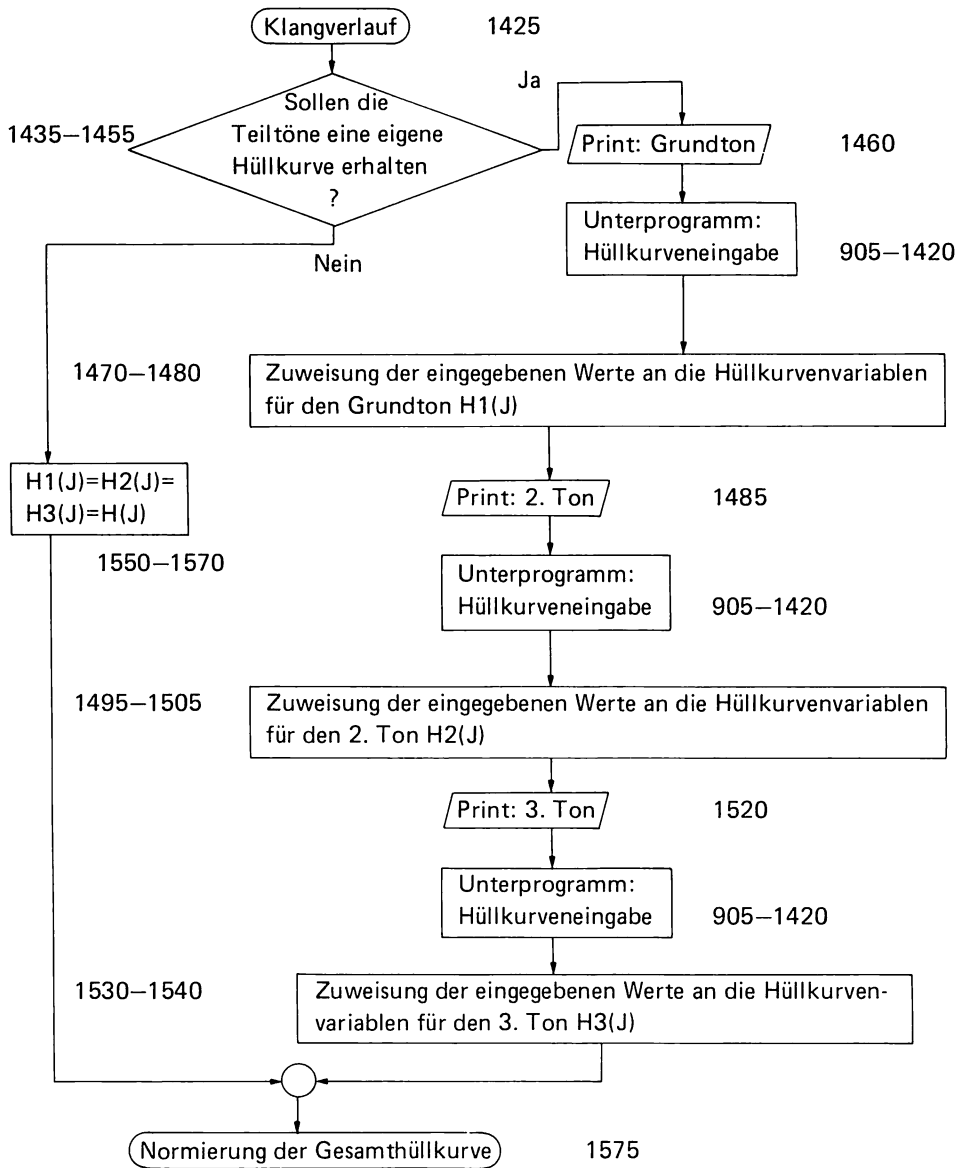 Klangverlauf 1425
Ja
1435—1455
Sollen die
Teiltöne eine eigene
Hüllkurve erhalten
?
Print: Grundton 1460
Unterprogramm:
Hüllkurveneingabe 905—1420
Nein
1470—1480
Zuweisung der eingegebenen Werte an die Hüllkurvenvariablen
für den Grundton H1(J)
H1(J)=H2(J)=
H3(J)=H(J)
1550—1570
Print: 2. Ton 1485
Unterprogramm:
Hüllkurveneingabe 905—1420
1495—1505
Zuweisung der eingegebenen Werte an die Hüllkurvenvariablen
für den 2. Ton H2(J)
Print: 3. Ton 1520
Unterprogramm:
Hüllkurveneingabe 905—1420
1530—1540
Zuweisung der eingegebenen Werte an die Hüllkurven-
variablen für den 3. Ton H3(J)
Normierung der Gesamthüllkurve 1575